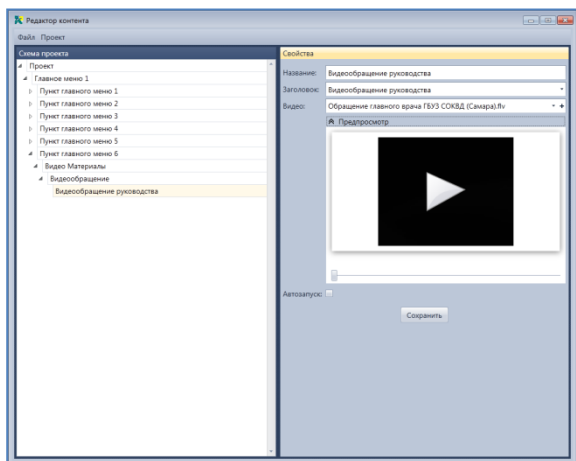 Редактор контента
Файл Проект
Схема проекта
Проект
Главное меню 1
Пункт главного меню 1
Пункт главного меню 2
Пункт главного меню 3
Пункт главного меню 4
Пункт главного меню 5
Пункт главного меню 6
Видео Материалы
Видеообращение
Видеообращение руководства
Свойства
Название: Видеообращение руководства
Заголовок: Видеообращение руководства
Видео: Обращение главного врача ГБУЗ СОКВД (Самара).flv
Предпросмотр
Автозапуск:
Сохранить